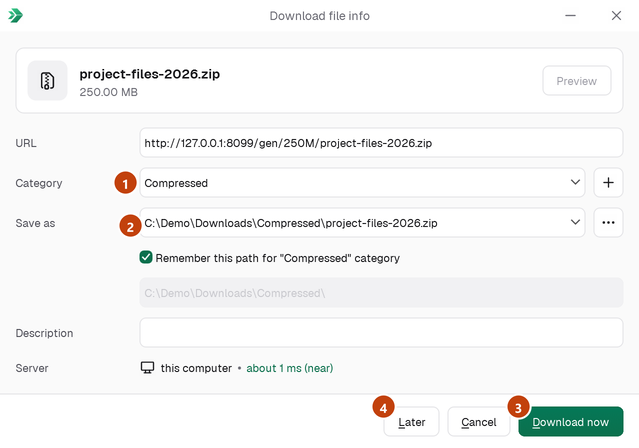 Download file info
project-files-2026.zip
250.00 MB
Preview
URL
http://127.0.0.1:8099/gen/250M/project-files-2026.zip
Category
1
Compressed
Save as
2
C:\Demo\Downloads\Compressed\project-files-2026.zip
Remember this path for "Compressed" category
C:\Demo\Downloads\Compressed\
Description
Server
this computer • about 1 ms (near)
4
Later
Cancel
3
Download now